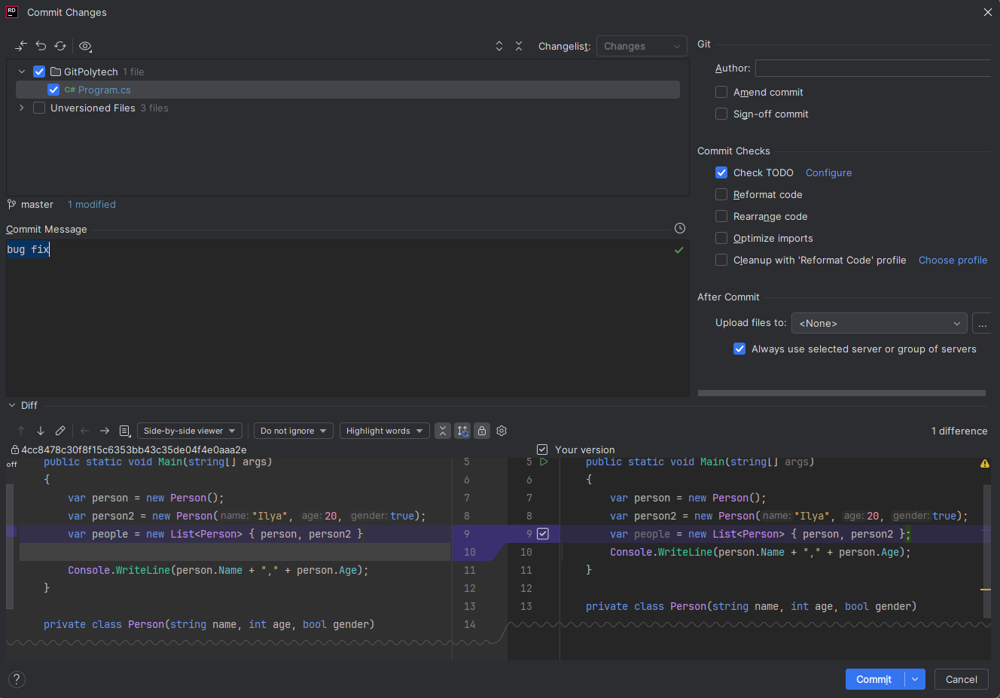 RD Commit Changes
Changelist: Changes
GitPolytech 1 file
C# Program.cs
Unversioned Files 3 files
master 1 modified
Commit Message
bug fix
Git
Author:
Amend commit
Sign-off commit
Commit Checks
Check TODO Configure
Reformat code
Rearrange code
Optimize imports
Cleanup with 'Reformat Code' profile Choose profile
After Commit
Upload files to: <None> ...
Always use selected server or group of servers
Diff
Side-by-side viewer Do not ignore Highlight words 1 difference
4cc8478c30f8f15c6353bb43c35de04f4e0aaa2e
off
public static void Main(string[] args) 5
{ 6
var person = new Person(); 7
var person2 = new Person( name: "Ilya", age: 20, gender: true); 8
var people = new List<Person> { person, person2 } 9
10
Console.WriteLine(person.Name + "," + person.Age); 11
} 12
13
private class Person(string name, int age, bool gender) 14
Your version
5 public static void Main(string[] args)
6 {
7 var person = new Person();
8 var person2 = new Person( name: "Ilya", age: 20, gender: true);
9 var people = new List<Person> { person, person2 };
10 Console.WriteLine(person.Name + "," + person.Age);
11 }
12
13 private class Person(string name, int age, bool gender)
? Commit Cancel